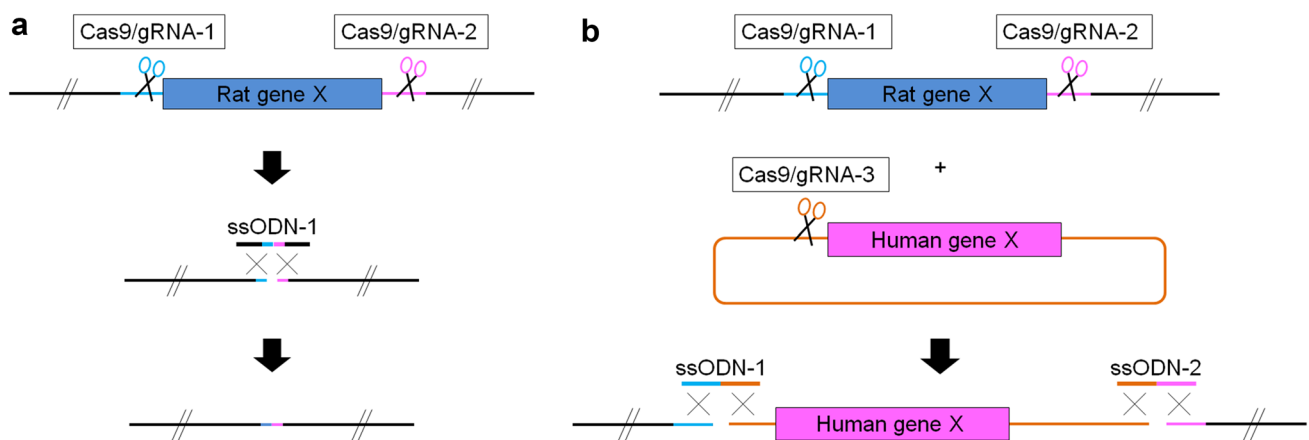 a
Cas9/gRNA-1
Cas9/gRNA-2
Rat gene X
ssODN-1
b
Cas9/gRNA-1
Cas9/gRNA-2
Rat gene X
+
Cas9/gRNA-3
Human gene X
ssODN-1
ssODN-2
Human gene X